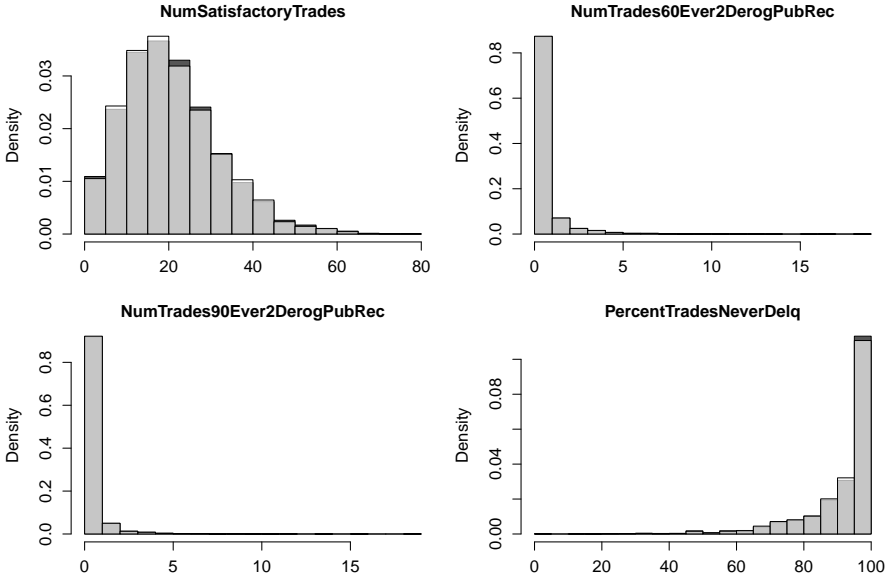 NumSatisfactoryTrades
NumTrades60Ever2DerogPubRec
Density
0.00 0.01 0.02 0.03
0 20 40 60 80
Density
0.0 0.2 0.4 0.6 0.8
0 5 10 15
NumTrades90Ever2DerogPubRec
PercentTradesNeverDelq
Density
0.0 0.2 0.4 0.6 0.8
0 5 10 15
Density
0.00 0.04 0.08
0 20 40 60 80 100